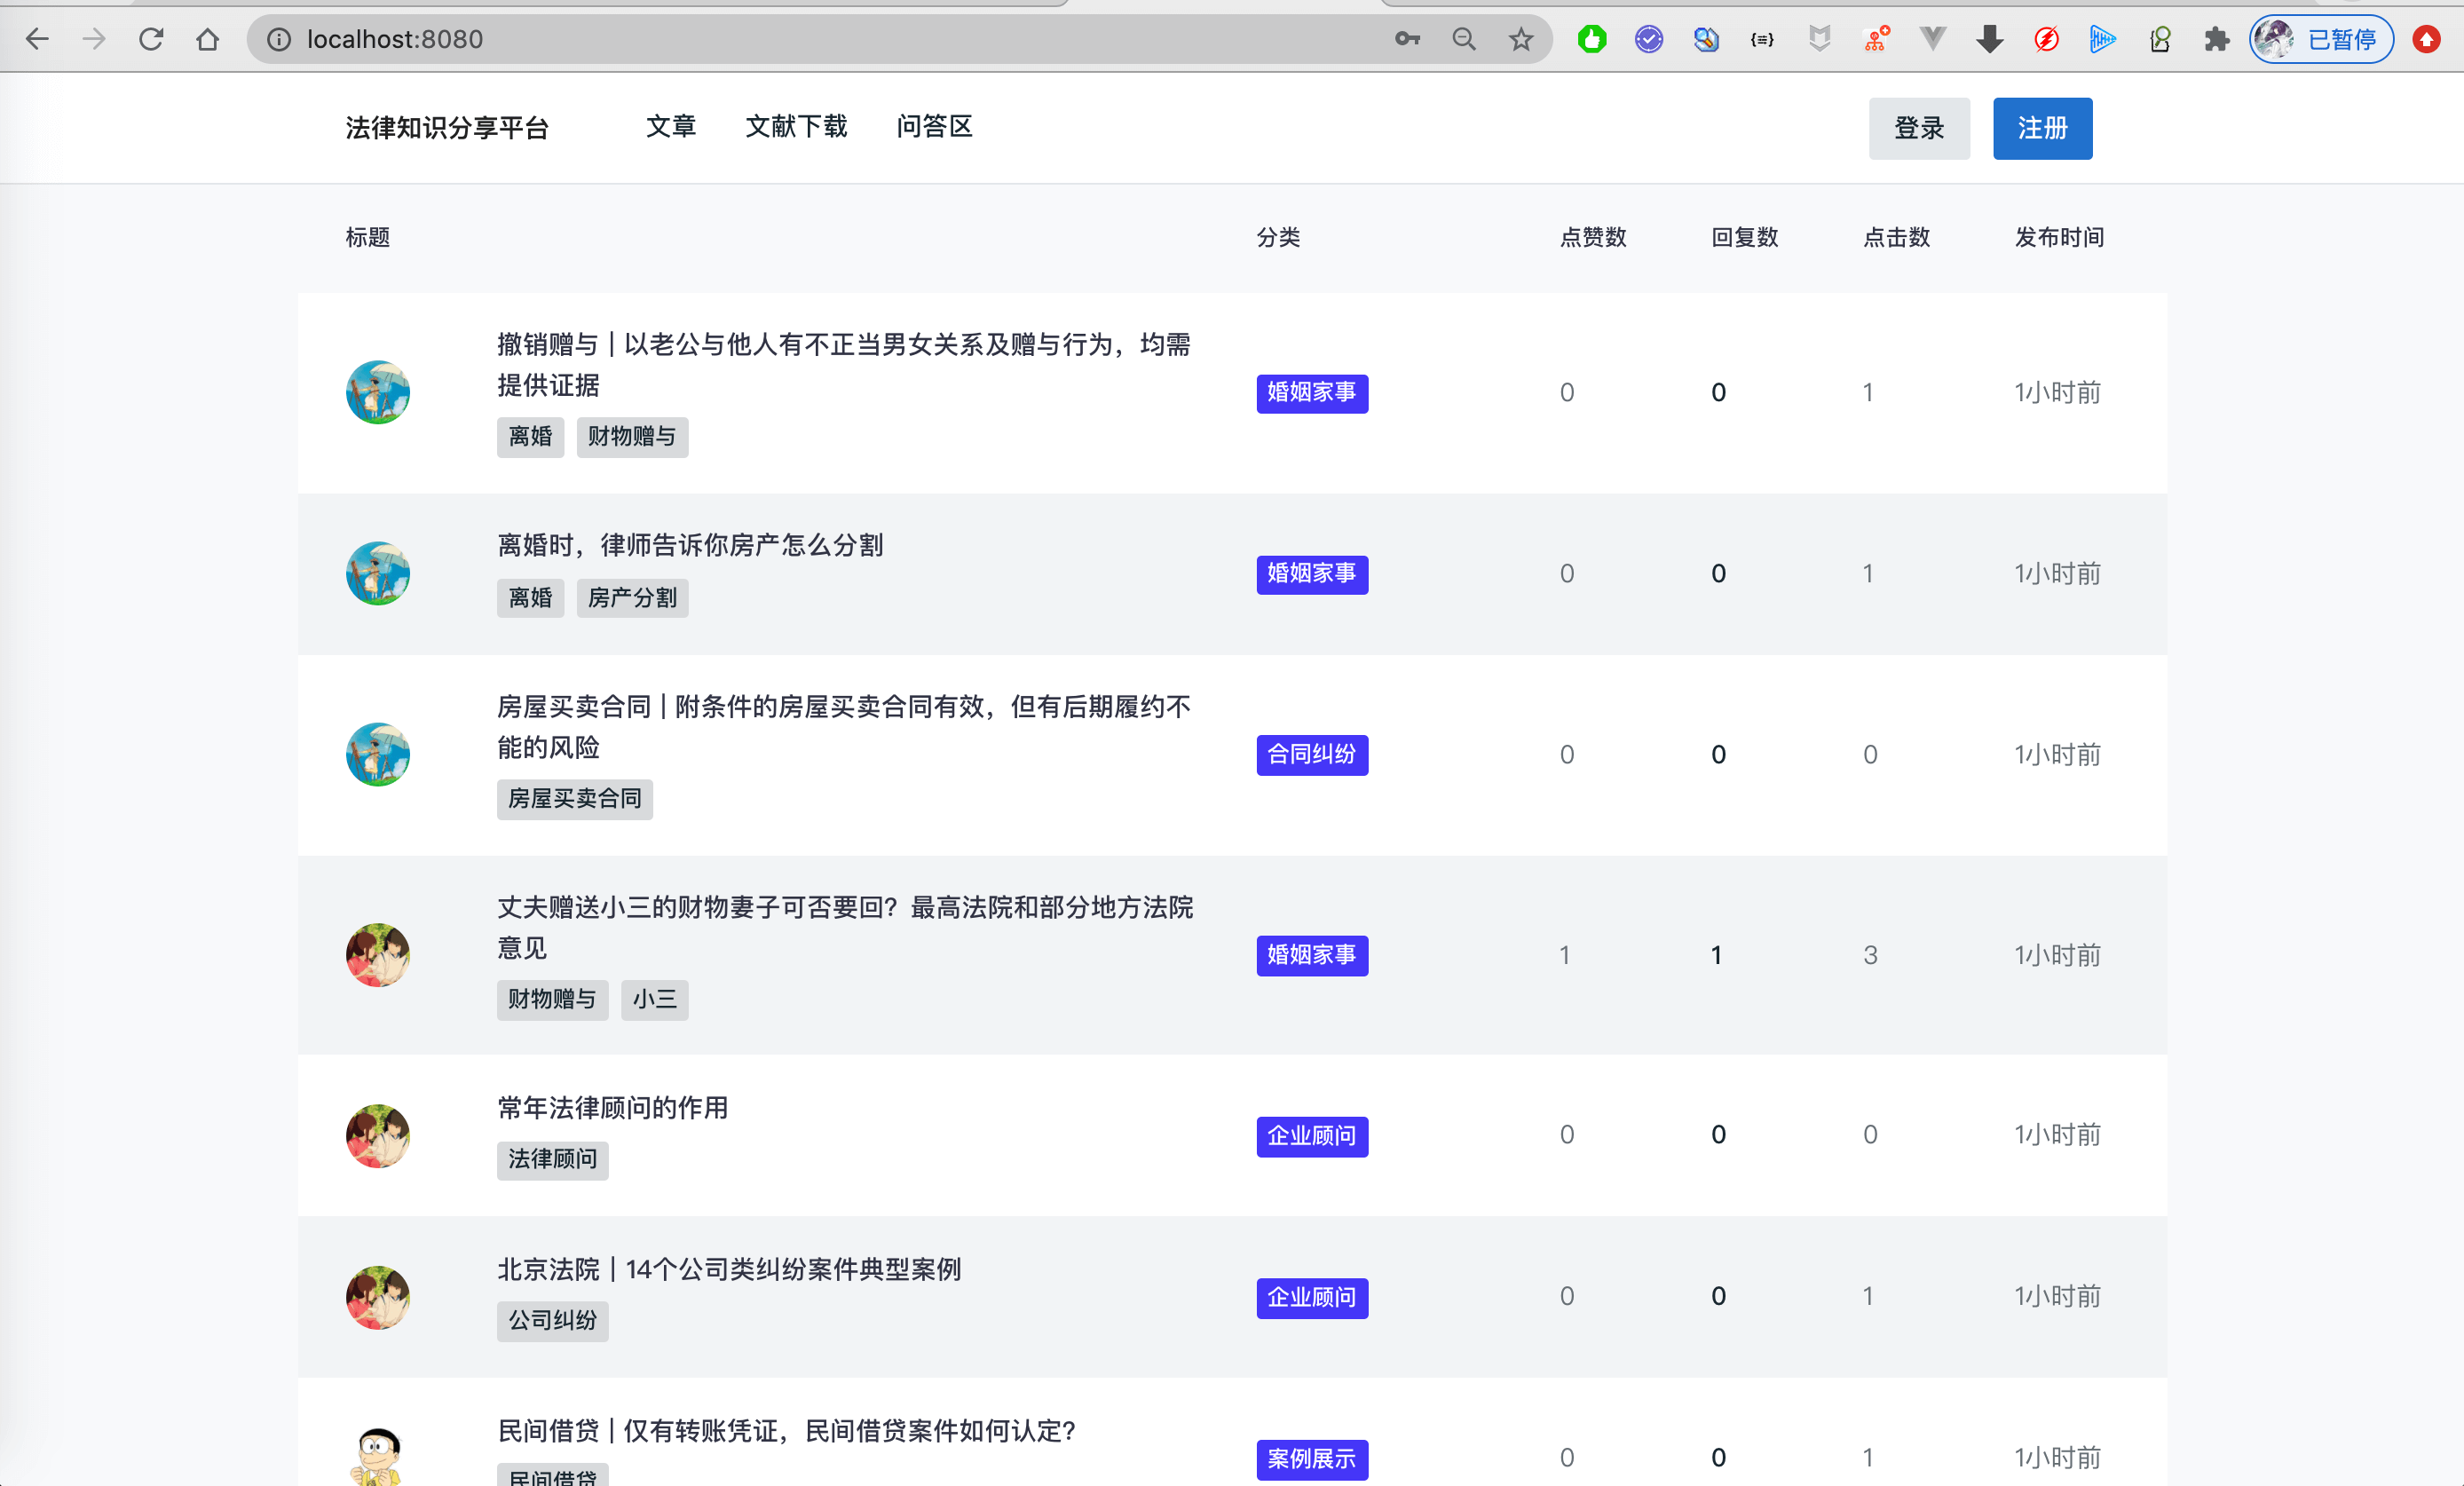 localhost:8080
已暂停
法律知识分享平台 文章 文献下载 问答区 登录 注册
标题 分类 点赞数 回复数 点击数 发布时间
撤销赠与 | 以老公与他人有不正当男女关系及赠与行为，均需
提供证据
离婚 财物赠与
婚姻家事 0 0 1 1小时前
离婚时，律师告诉你房产怎么分割
离婚 房产分割
婚姻家事 0 0 1 1小时前
房屋买卖合同 | 附条件的房屋买卖合同有效，但有后期履约不
能的风险
房屋买卖合同
合同纠纷 0 0 0 1小时前
丈夫赠送小三的财物妻子可否要回？最高法院和部分地方法院
意见
财物赠与 小三
婚姻家事 1 1 3 1小时前
常年法律顾问的作用
法律顾问
企业顾问 0 0 0 1小时前
北京法院 | 14个公司类纠纷案件典型案例
公司纠纷
企业顾问 0 0 1 1小时前
民间借贷 | 仅有转账凭证，民间借贷案件如何认定?
民间借贷
案例展示 0 0 1 1小时前